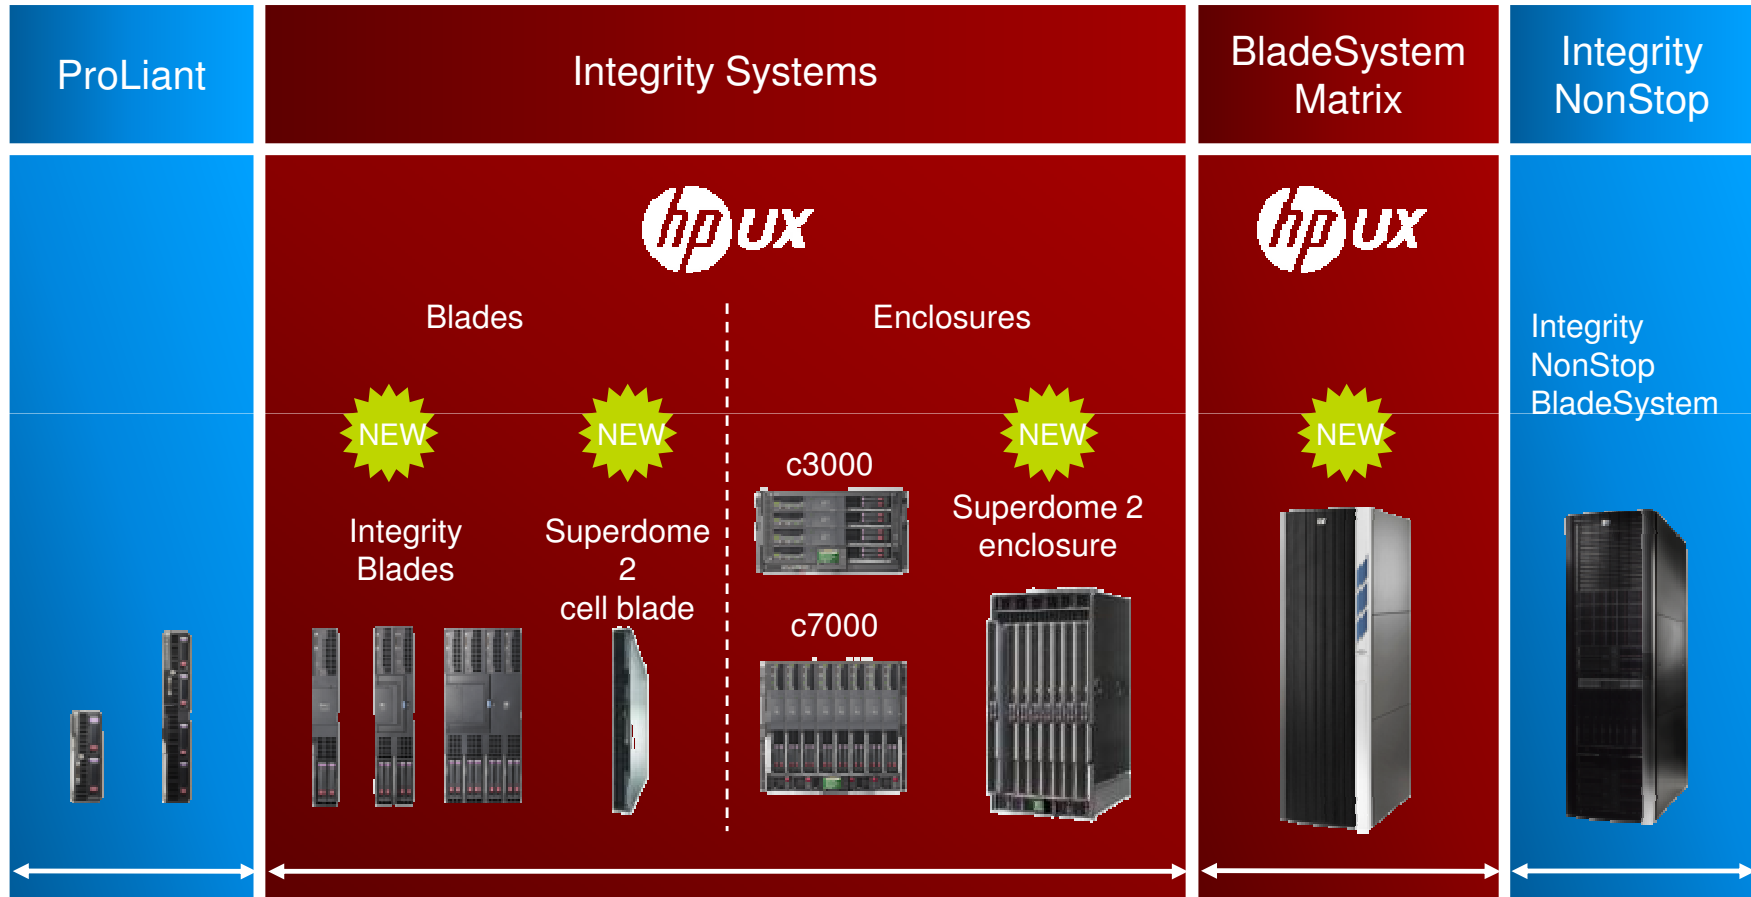 ProLiant
Integrity Systems
BladeSystem
Matrix
Integrity
NonStop
hp UX
hp UX
Blades
Enclosures
Integrity
NonStop
BladeSystem
NEW
NEW
NEW
NEW
c3000
Integrity
Blades
Superdome
2
cell blade
Superdome 2
enclosure
c7000